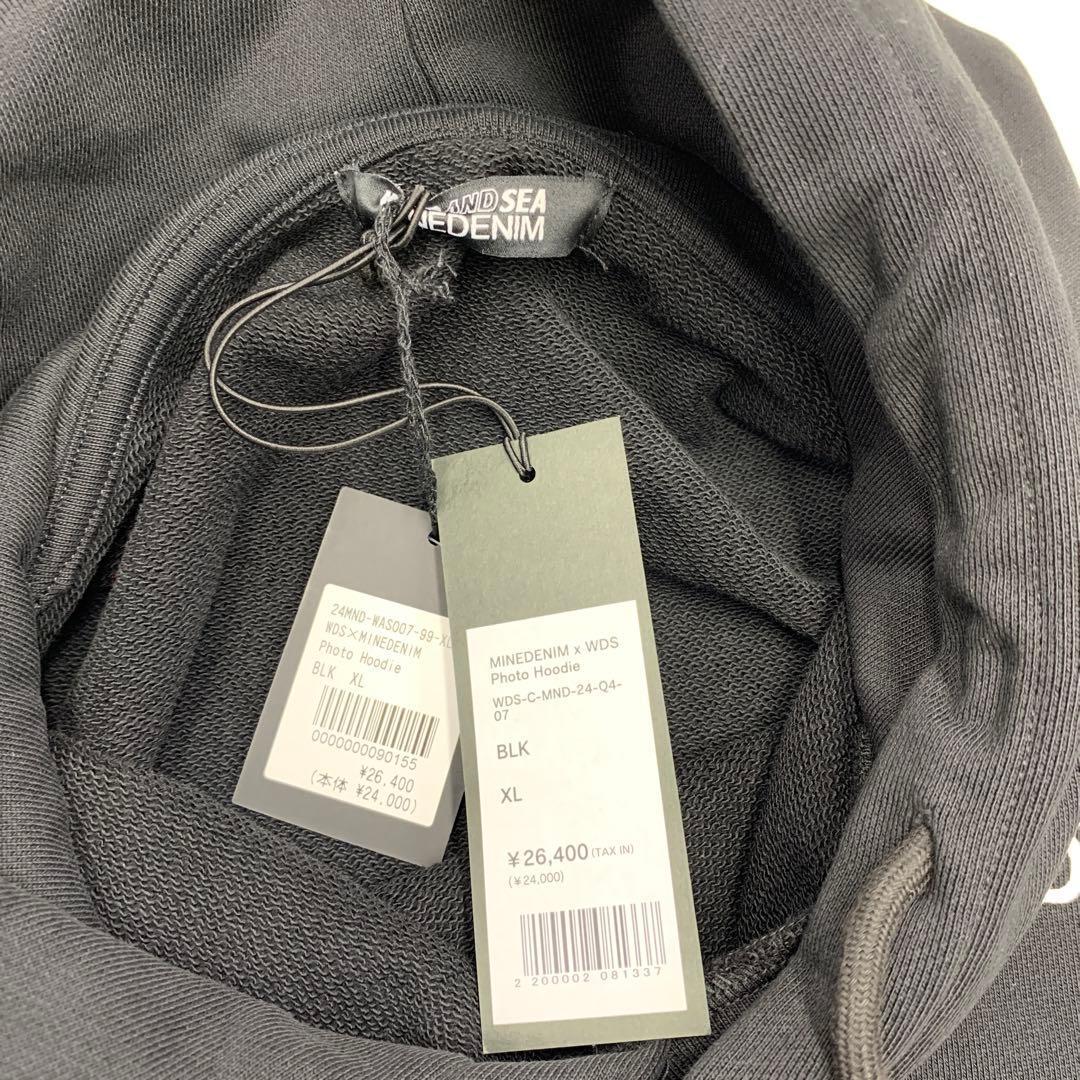 AND SEA
NEDENIM
24MND-WAS007-99-XL
WDS×MINEDENIM
Photo Hoodie
BLK XL
0000000090155
¥26,400
(本体 ¥24,000)
MINEDENIM x WDS
Photo Hoodie
WDS-C-MND-24-Q4-
07
BLK
XL
¥26,400 (TAX IN)
(¥24,000)
2 200002 081337